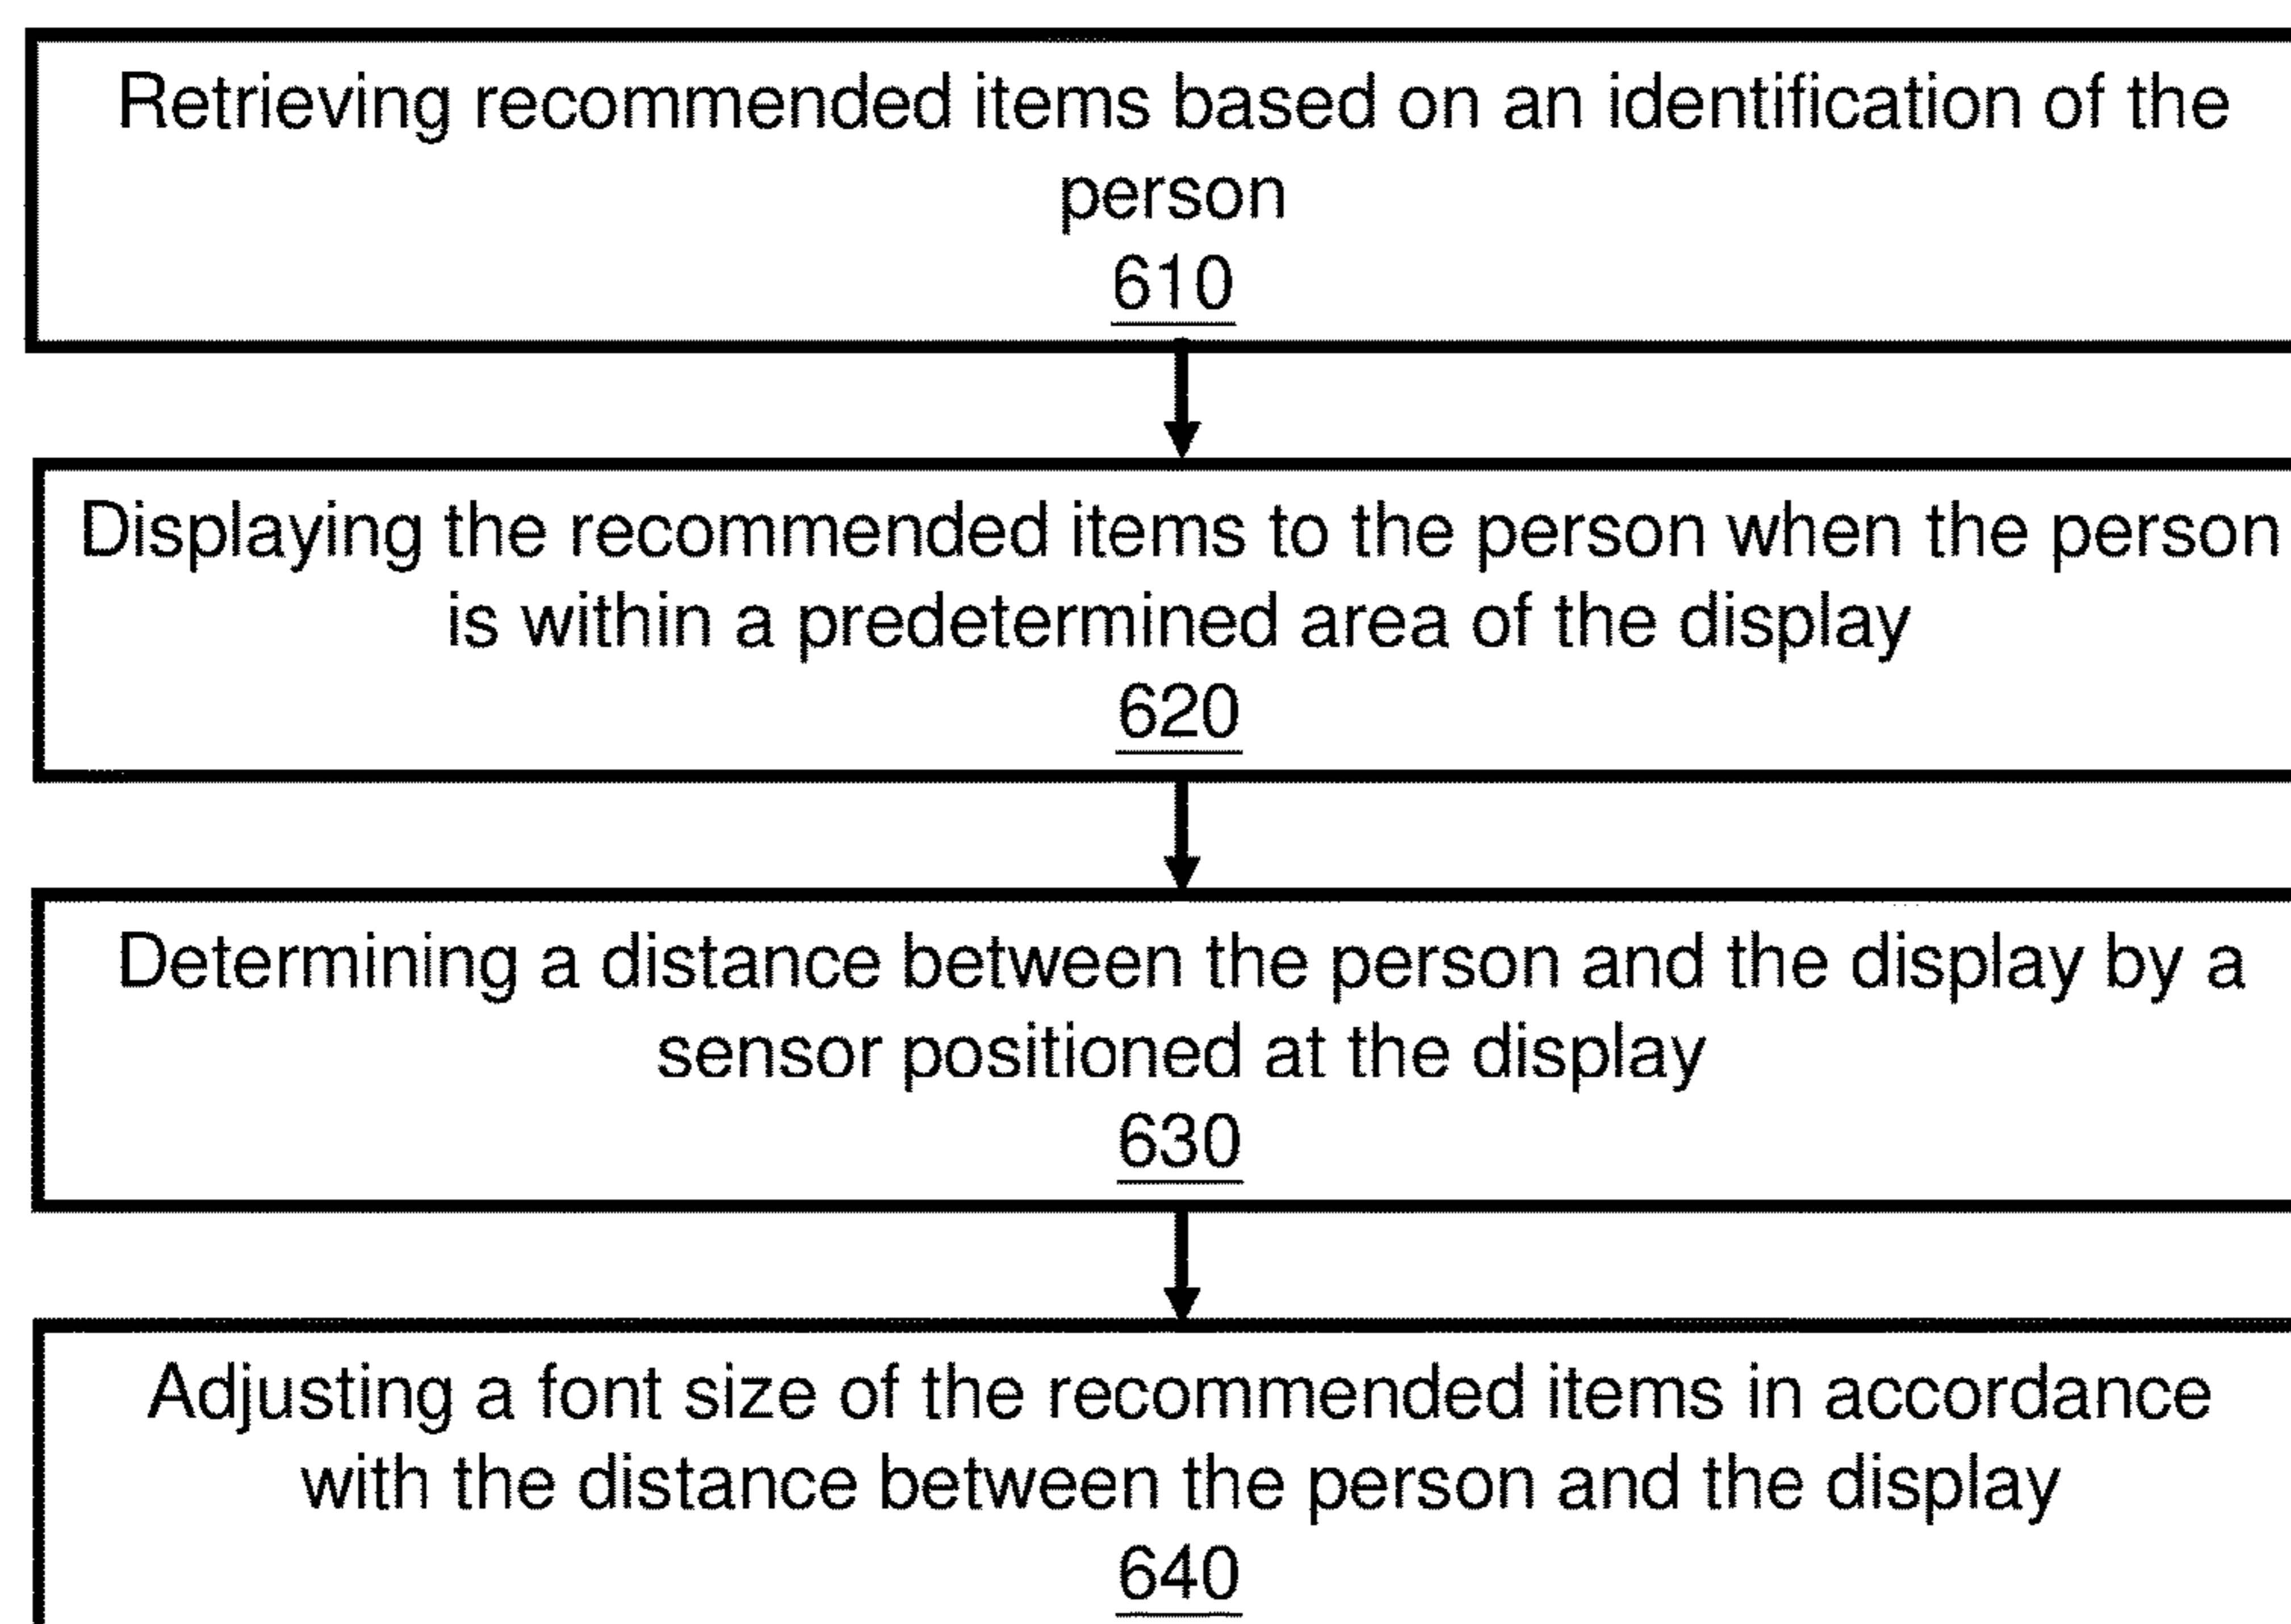 Retrieving recommended items based on an identification of the
person
610
Displaying the recommended items to the person when the person
is within a predetermined area of the display
620
Determining a distance between the person and the display by a
sensor positioned at the display
630
Adjusting a font size of the recommended items in accordance
with the distance between the person and the display
640